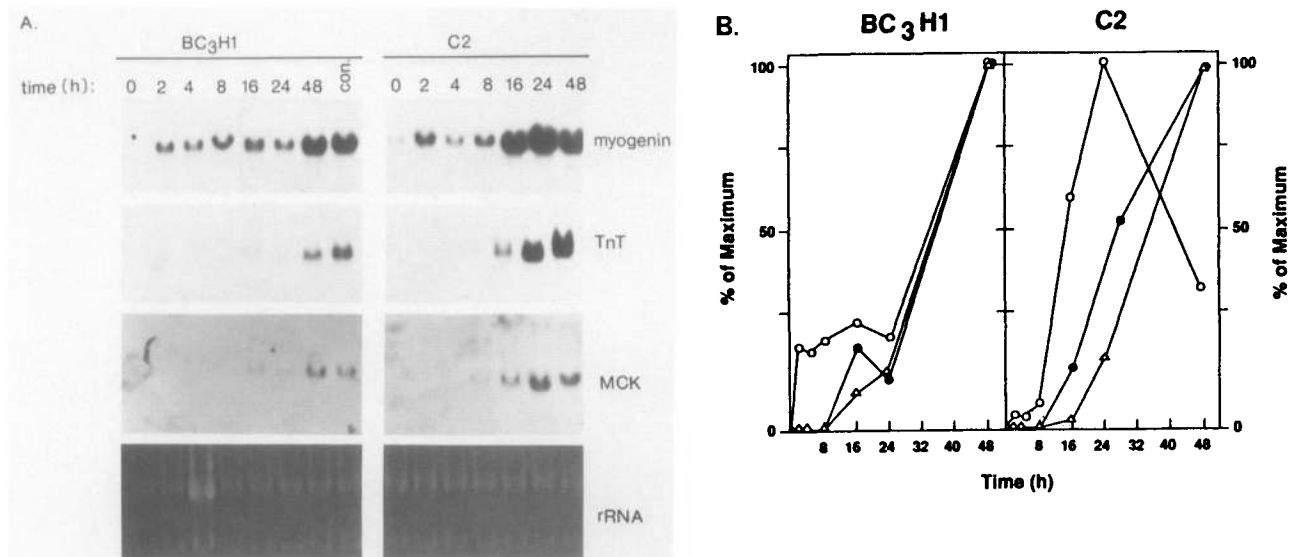 A.
BC3H1
C2
time (h): 0 2 4 8 16 24 48 con. 0 2 4 8 16 24 48
myogenin
TnT
MCK
rRNA
B.
BC3H1
C2
% of Maximum
100
50
0
8 16 24 32 40 48
8 16 24 32 40 48
100
50
0
% of Maximum
Time (h)